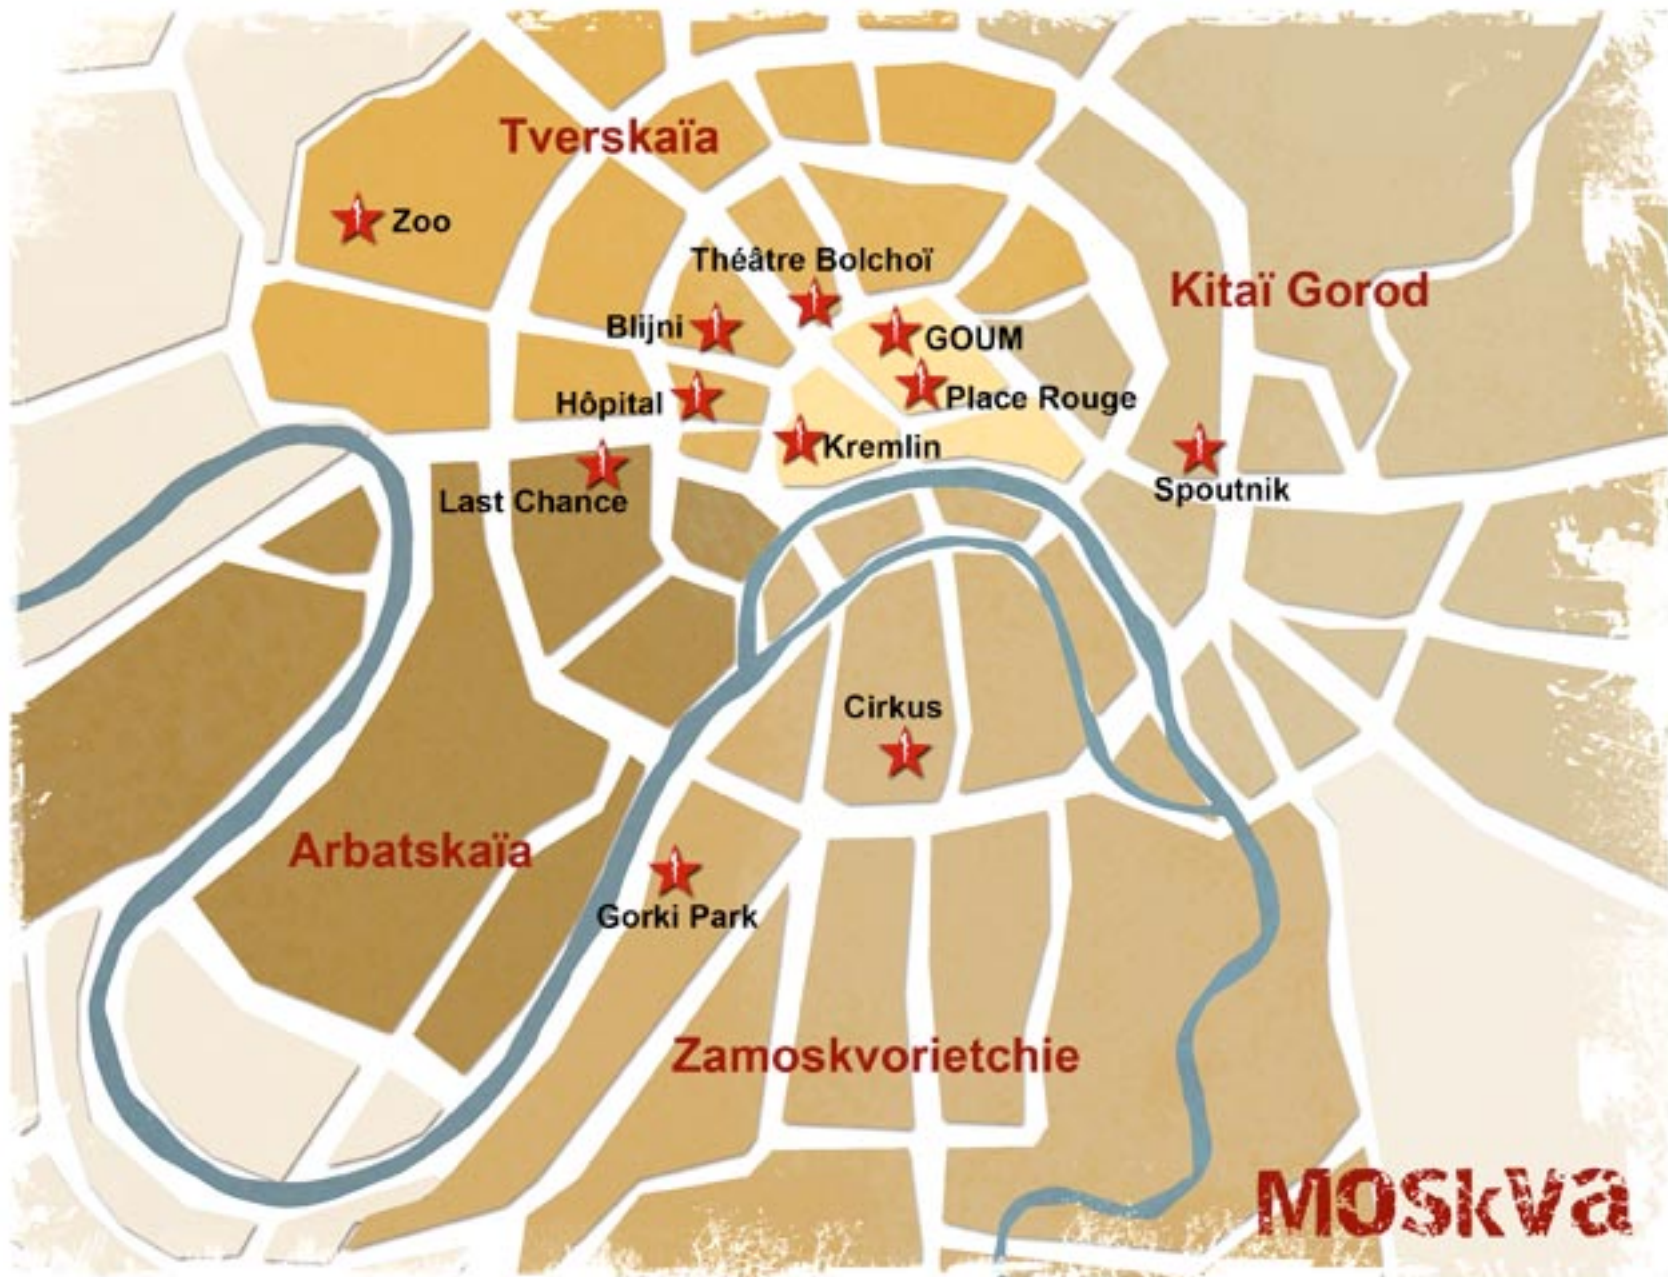 Tverskaïa
Zoo
Théâtre Bolchoï
Kitaï Gorod
Blijni
GOUM
Hôpital
Place Rouge
Kremlin
Last Chance
Spoutnik
Cirkus
Arbatskaïa
Gorki Park
Zamoskvorietchie
MOSkVa